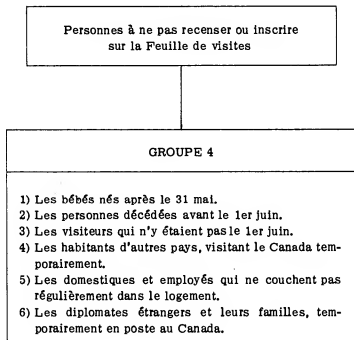 Personnes à ne pas recenser ou inscrire
sur la Feuille de visites
GROUPE 4
1) Les bébés nés après le 31 mai.
2) Les personnes décédées avant le 1er juin.
3) Les visiteurs qui n'y étaient pas le 1er juin.
4) Les habitants d'autres pays, visitant le Canada tem-
porairement.
5) Les domestiques et employés qui ne couchent pas
régulièrement dans le logement.
6) Les diplomates étrangers et leurs familles, tem-
porairement en poste au Canada.